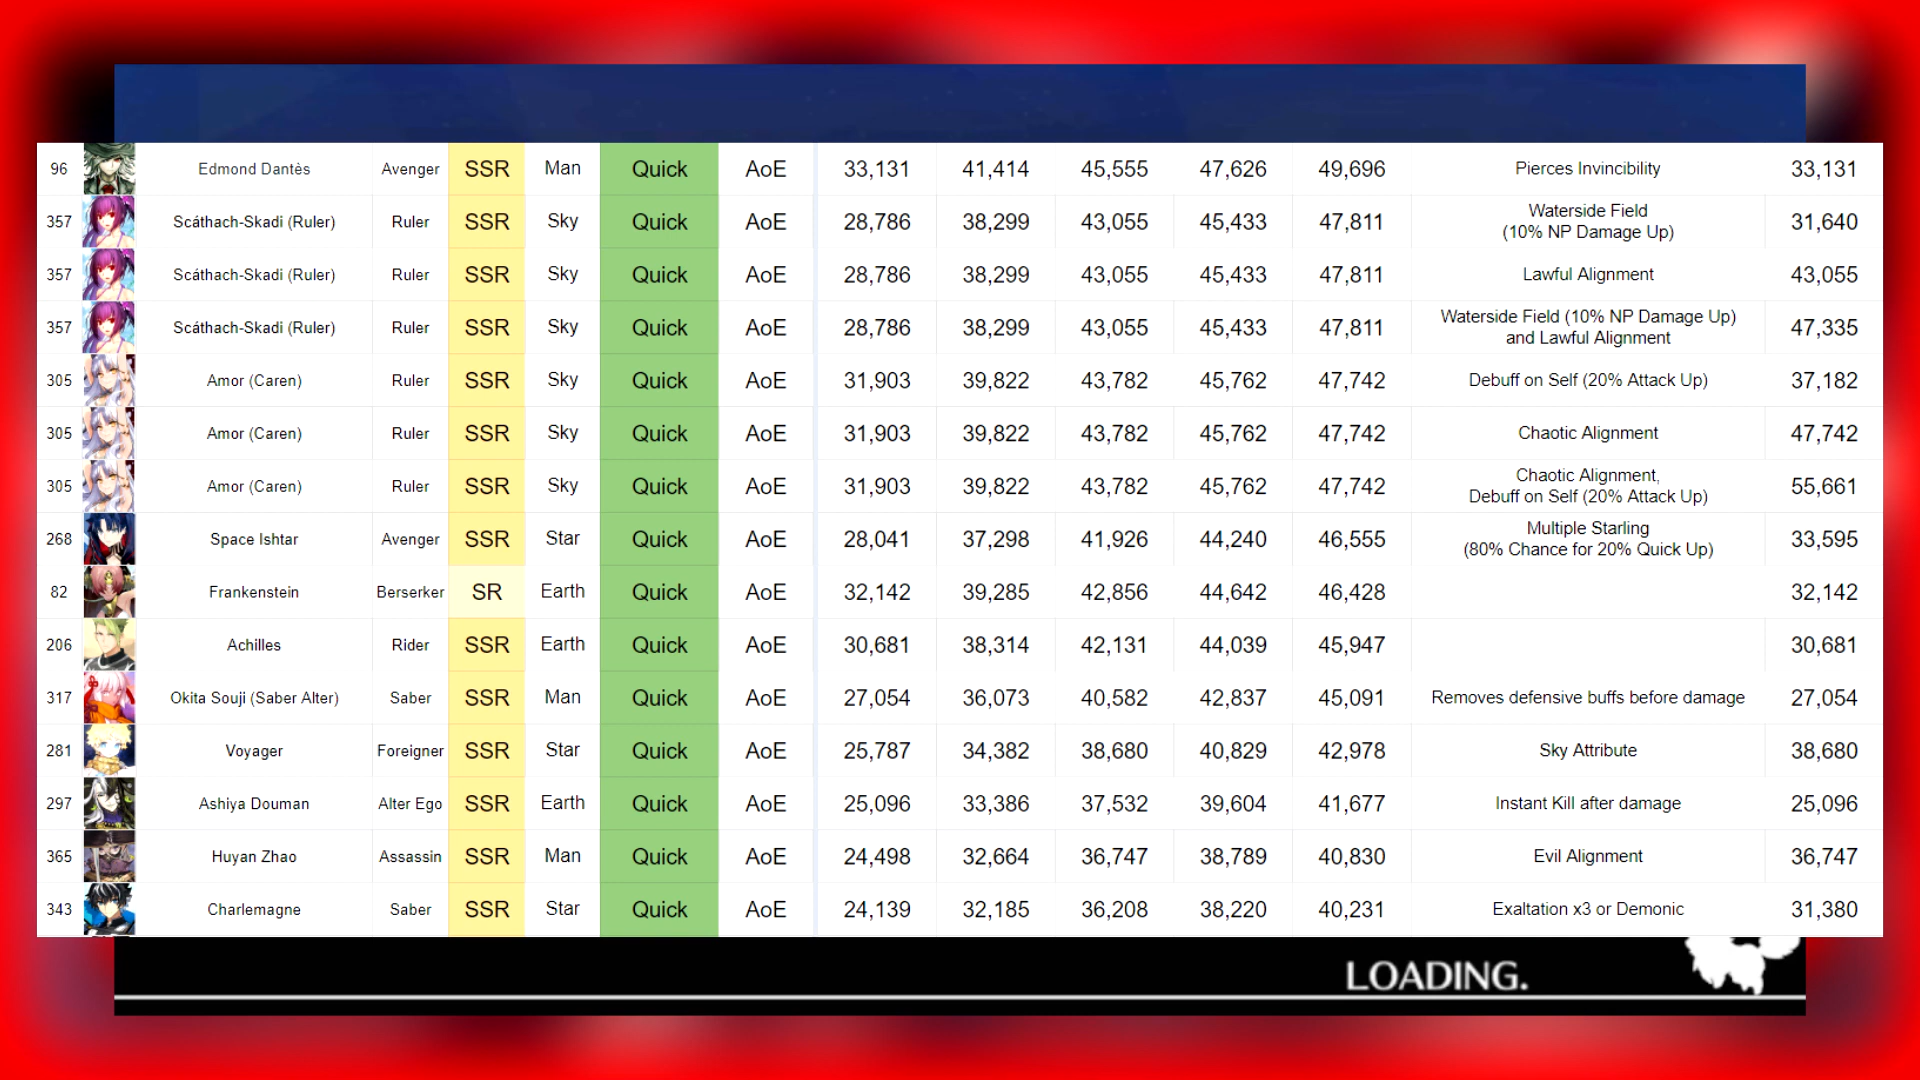 96 Edmond Dantès Avenger SSR Man Quick AoE 33,131 41,414 45,555 47,626 49,696 Pierces Invincibility 33,131
357 Scáthach-Skadi (Ruler) Ruler SSR Sky Quick AoE 28,786 38,299 43,055 45,433 47,811 Waterside Field
(10% NP Damage Up) 31,640
357 Scáthach-Skadi (Ruler) Ruler SSR Sky Quick AoE 28,786 38,299 43,055 45,433 47,811 Lawful Alignment 43,055
357 Scáthach-Skadi (Ruler) Ruler SSR Sky Quick AoE 28,786 38,299 43,055 45,433 47,811 Waterside Field (10% NP Damage Up)
and Lawful Alignment 47,335
305 Amor (Caren) Ruler SSR Sky Quick AoE 31,903 39,822 43,782 45,762 47,742 Debuff on Self (20% Attack Up) 37,182
305 Amor (Caren) Ruler SSR Sky Quick AoE 31,903 39,822 43,782 45,762 47,742 Chaotic Alignment 47,742
305 Amor (Caren) Ruler SSR Sky Quick AoE 31,903 39,822 43,782 45,762 47,742 Chaotic Alignment,
Debuff on Self (20% Attack Up) 55,661
268 Space Ishtar Avenger SSR Star Quick AoE 28,041 37,298 41,926 44,240 46,555 Multiple Starling
(80% Chance for 20% Quick Up) 33,595
82 Frankenstein Berserker SR Earth Quick AoE 32,142 39,285 42,856 44,642 46,428 32,142
206 Achilles Rider SSR Earth Quick AoE 30,681 38,314 42,131 44,039 45,947 30,681
317 Okita Souji (Saber Alter) Saber SSR Man Quick AoE 27,054 36,073 40,582 42,837 45,091 Removes defensive buffs before damage 27,054
281 Voyager Foreigner SSR Star Quick AoE 25,787 34,382 38,680 40,829 42,978 Sky Attribute 38,680
297 Ashiya Douman Alter Ego SSR Earth Quick AoE 25,096 33,386 37,532 39,604 41,677 Instant Kill after damage 25,096
365 Huyan Zhao Assassin SSR Man Quick AoE 24,498 32,664 36,747 38,789 40,830 Evil Alignment 36,747
343 Charlemagne Saber SSR Star Quick AoE 24,139 32,185 36,208 38,220 40,231 Exaltation x3 or Demonic 31,380
LOADING.